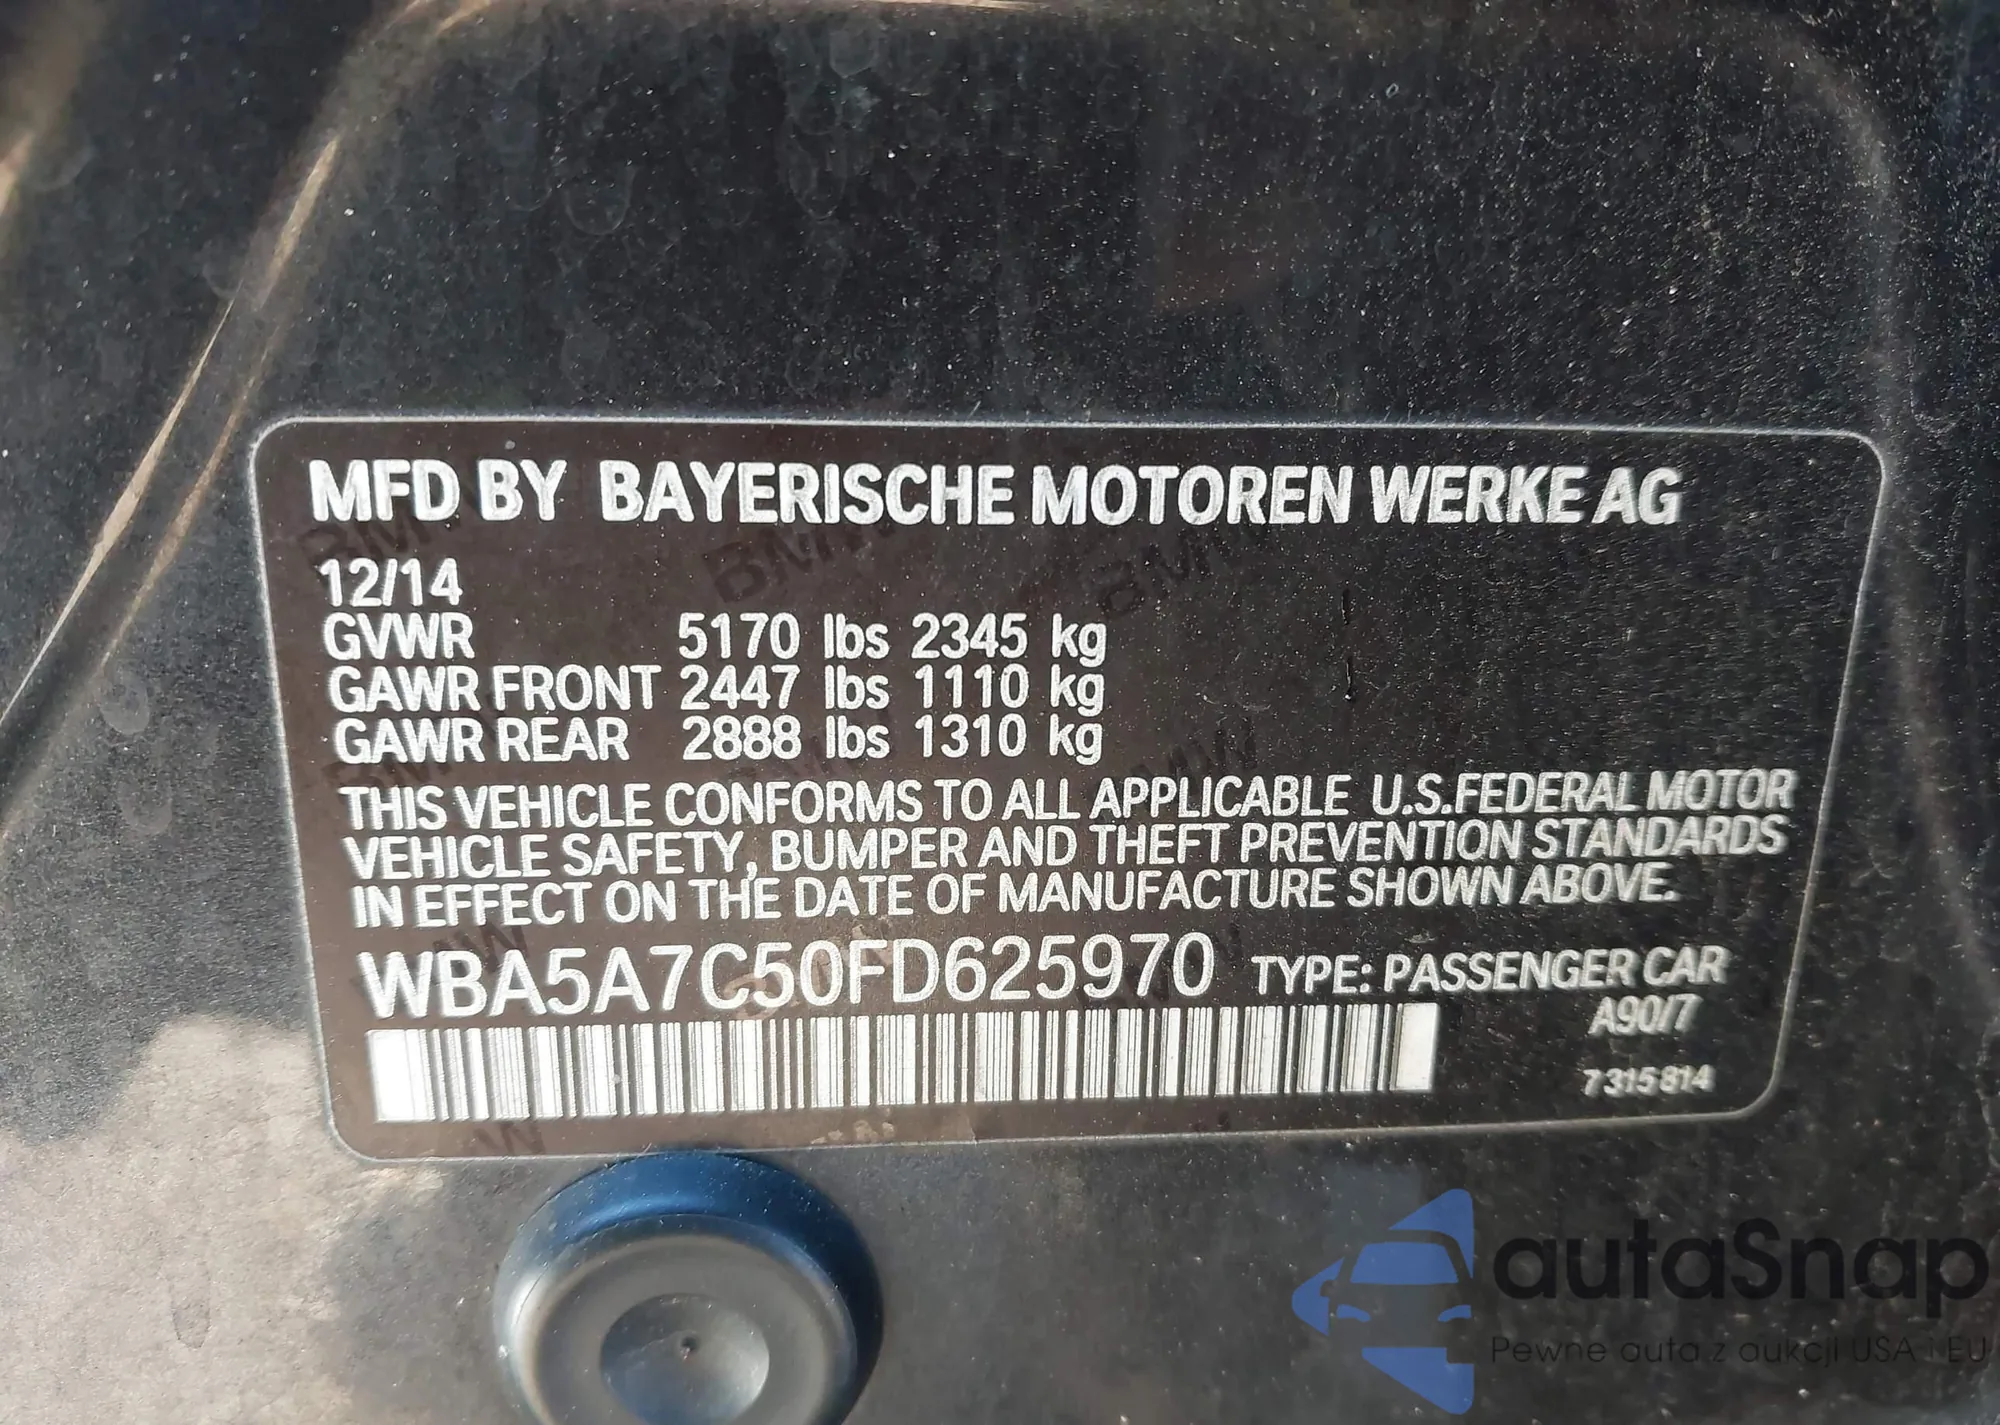 MFD BY BAYERISCHE MOTOREN WERKE AG
12/14
GVWR 5170 lbs 2345 kg
GAWR FRONT 2447 lbs 1110 kg
GAWR REAR 2888 lbs 1310 kg
THIS VEHICLE CONFORMS TO ALL APPLICABLE U.S.FEDERAL MOTOR
VEHICLE SAFETY, BUMPER AND THEFT PREVENTION STANDARDS
IN EFFECT ON THE DATE OF MANUFACTURE SHOWN ABOVE.
WBA5A7C50FD625970 TYPE: PASSENGER CAR
A90/7
7 315 814
autaSnap
Pewne auta z aukcji USA i EU